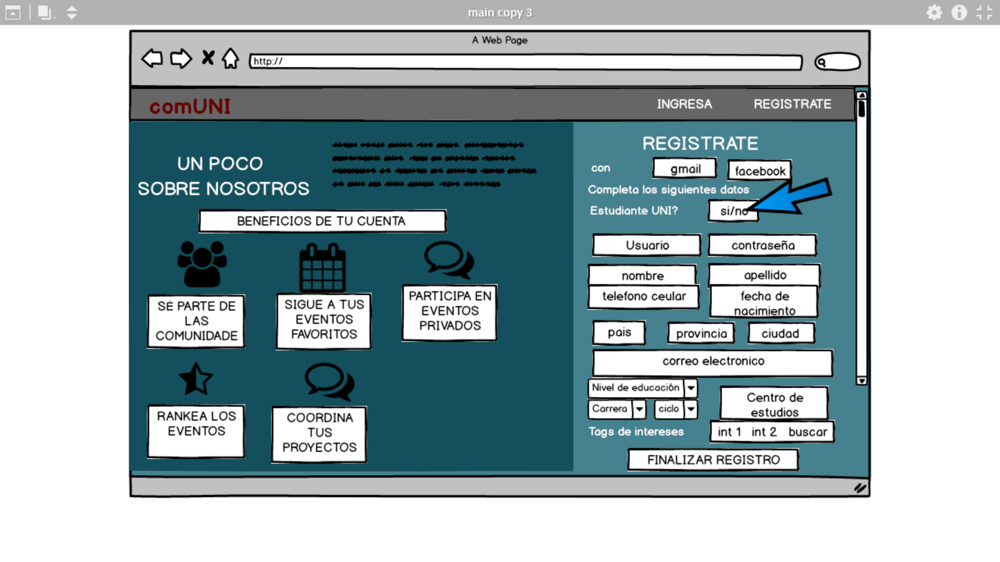 main copy 3
A Web Page
http://
comUNI
INGRESA
REGISTRATE
UN POCO
SOBRE NOSOTROS
BENEFICIOS DE TU CUENTA
SÉ PARTE DE
LAS
COMUNIDADE
SIGUE A TUS
EVENTOS
FAVORITOS
PARTICIPA EN
EVENTOS
PRIVADOS
RANKEA LOS
EVENTOS
COORDINA
TUS
PROYECTOS
REGISTRATE
con
gmail
facebook
Completa los siguientes datos
Estudiante UNI?
si/no
Usuario
contraseña
nombre
apellido
telefono ceular
fecha de
nacimiento
pais
provincia
ciudad
correo electronico
Nivel de educación
Carrera
ciclo
Centro de
estudios
Tags de intereses
int 1 int 2 buscar
FINALIZAR REGISTRO